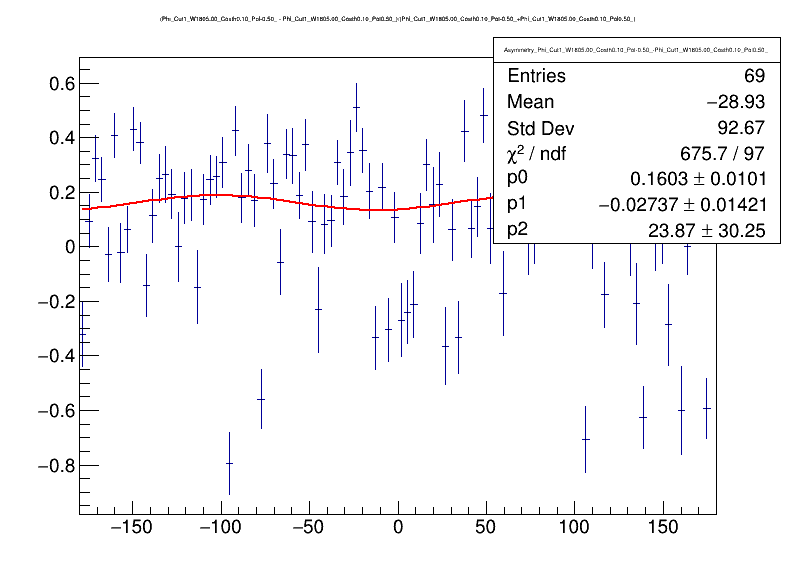 (Phi_Cut1_W1805.00_Costh0.10_Pol-0.50_ - Phi_Cut1_W1805.00_Costh0.10_Pol0.50_)/(Phi_Cut1_W1805.00_Costh0.10_Pol-0.50_+Phi_Cut1_W1805.00_Costh0.10_Pol0.50_)
Asymmetry_Phi_Cut1_W1805.00_Costh0.10_Pol-0.50_-Phi_Cut1_W1805.00_Costh0.10_Pol0.50_
Entries 69
Mean −28.93
Std Dev 92.67
χ² / ndf 675.7 / 97
p0 0.1603 ± 0.0101
p1 −0.02737 ± 0.01421
p2 23.87 ± 30.25
0.6
0.4
0.2
0
−0.2
−0.4
−0.6
−0.8
−150 −100 −50 0 50 100 150